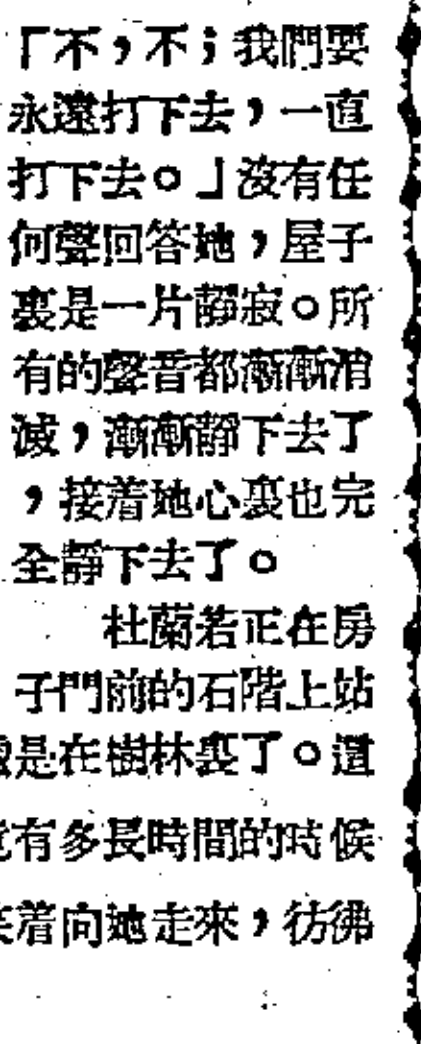 「不，不；我們要
永遠打下去，一直
打下去。」沒有任
何聲回答她，屋子
裏是一片靜寂。所
有的聲音都漸漸消
滅，漸漸靜下去了
，接着她心裏也完
全靜下去了。
杜蘭若正在房
子門前的石階上站
是在樹林裏了。還
有多長時間的時候
着向她走來，彷彿